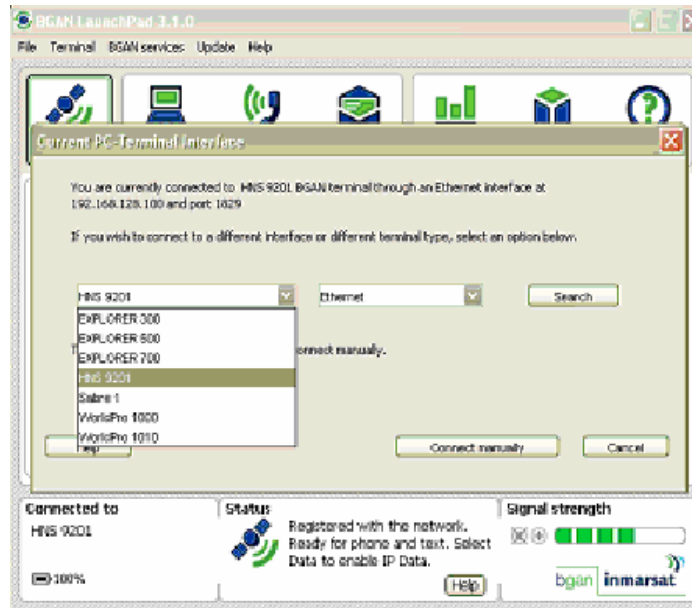 BGAN LaunchPad 3.1.0
File Terminal BGAN services Update Help
Current PC-Terminal Interface
You are currently connected to HNS 9201 BGAN terminal through an Ethernet interface at
192.168.128.100 and port 1829
If you wish to connect to a different interface or different terminal type, select an option below.
HNS 9201 Ethernet Search
EXPLORER 300
EXPLORER 500
EXPLORER 700
connect manually.
HNS 9201
Sabre 1
WorldPro 1000
WorldPro 1010
Help Connect manually Cancel
Connected to Status Signal strength
HNS 9201
Registered with the network.
Ready for phone and text. Select
Data to enable IP Data.
100%
Help
bgan inmarsat